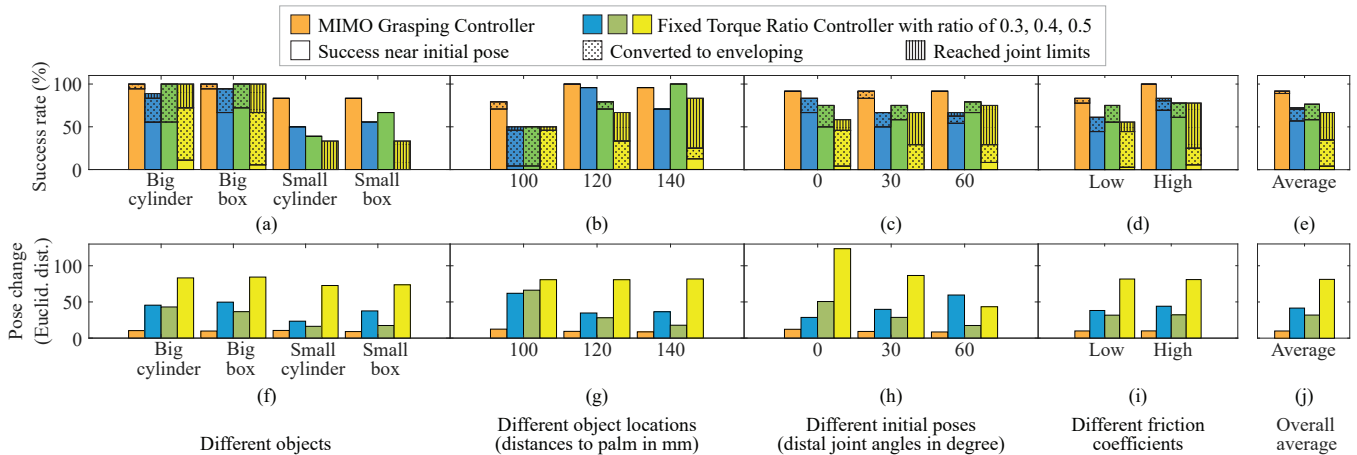 MIMO Grasping Controller
Fixed Torque Ratio Controller with ratio of 0.3, 0.4, 0.5
Success near initial pose
Converted to enveloping
Reached joint limits
Success rate (%)
100
50
0
Big cylinder
Big box
Small cylinder
Small box
(a)
100
120
140
(b)
0
30
60
(c)
Low
High
(d)
Average
(e)
Pose change
(Euclid. dist.)
100
50
0
Big cylinder
Big box
Small cylinder
Small box
(f)
100
120
140
(g)
0
30
60
(h)
Low
High
(i)
Average
(j)
Different objects
Different object locations
(distances to palm in mm)
Different initial poses
(distal joint angles in degree)
Different friction
coefficients
Overall
average